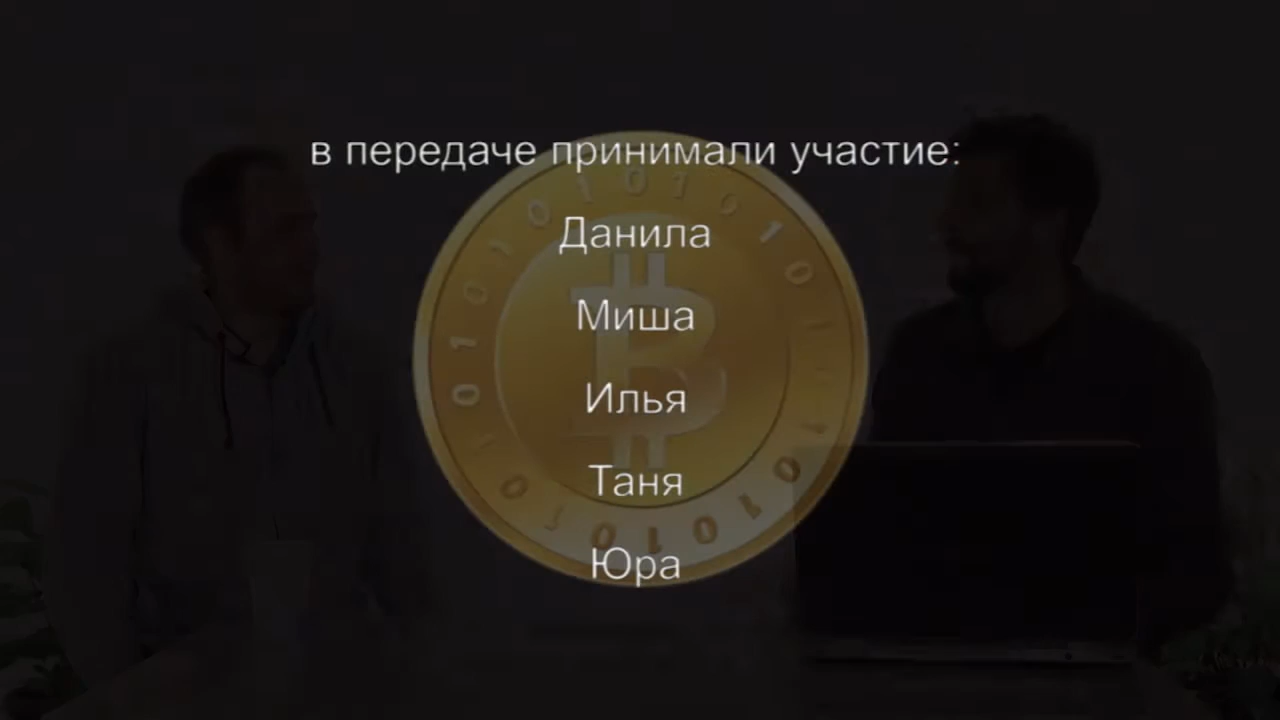 в передаче принимали участие:
Данила
Миша
Илья
Таня
Юра